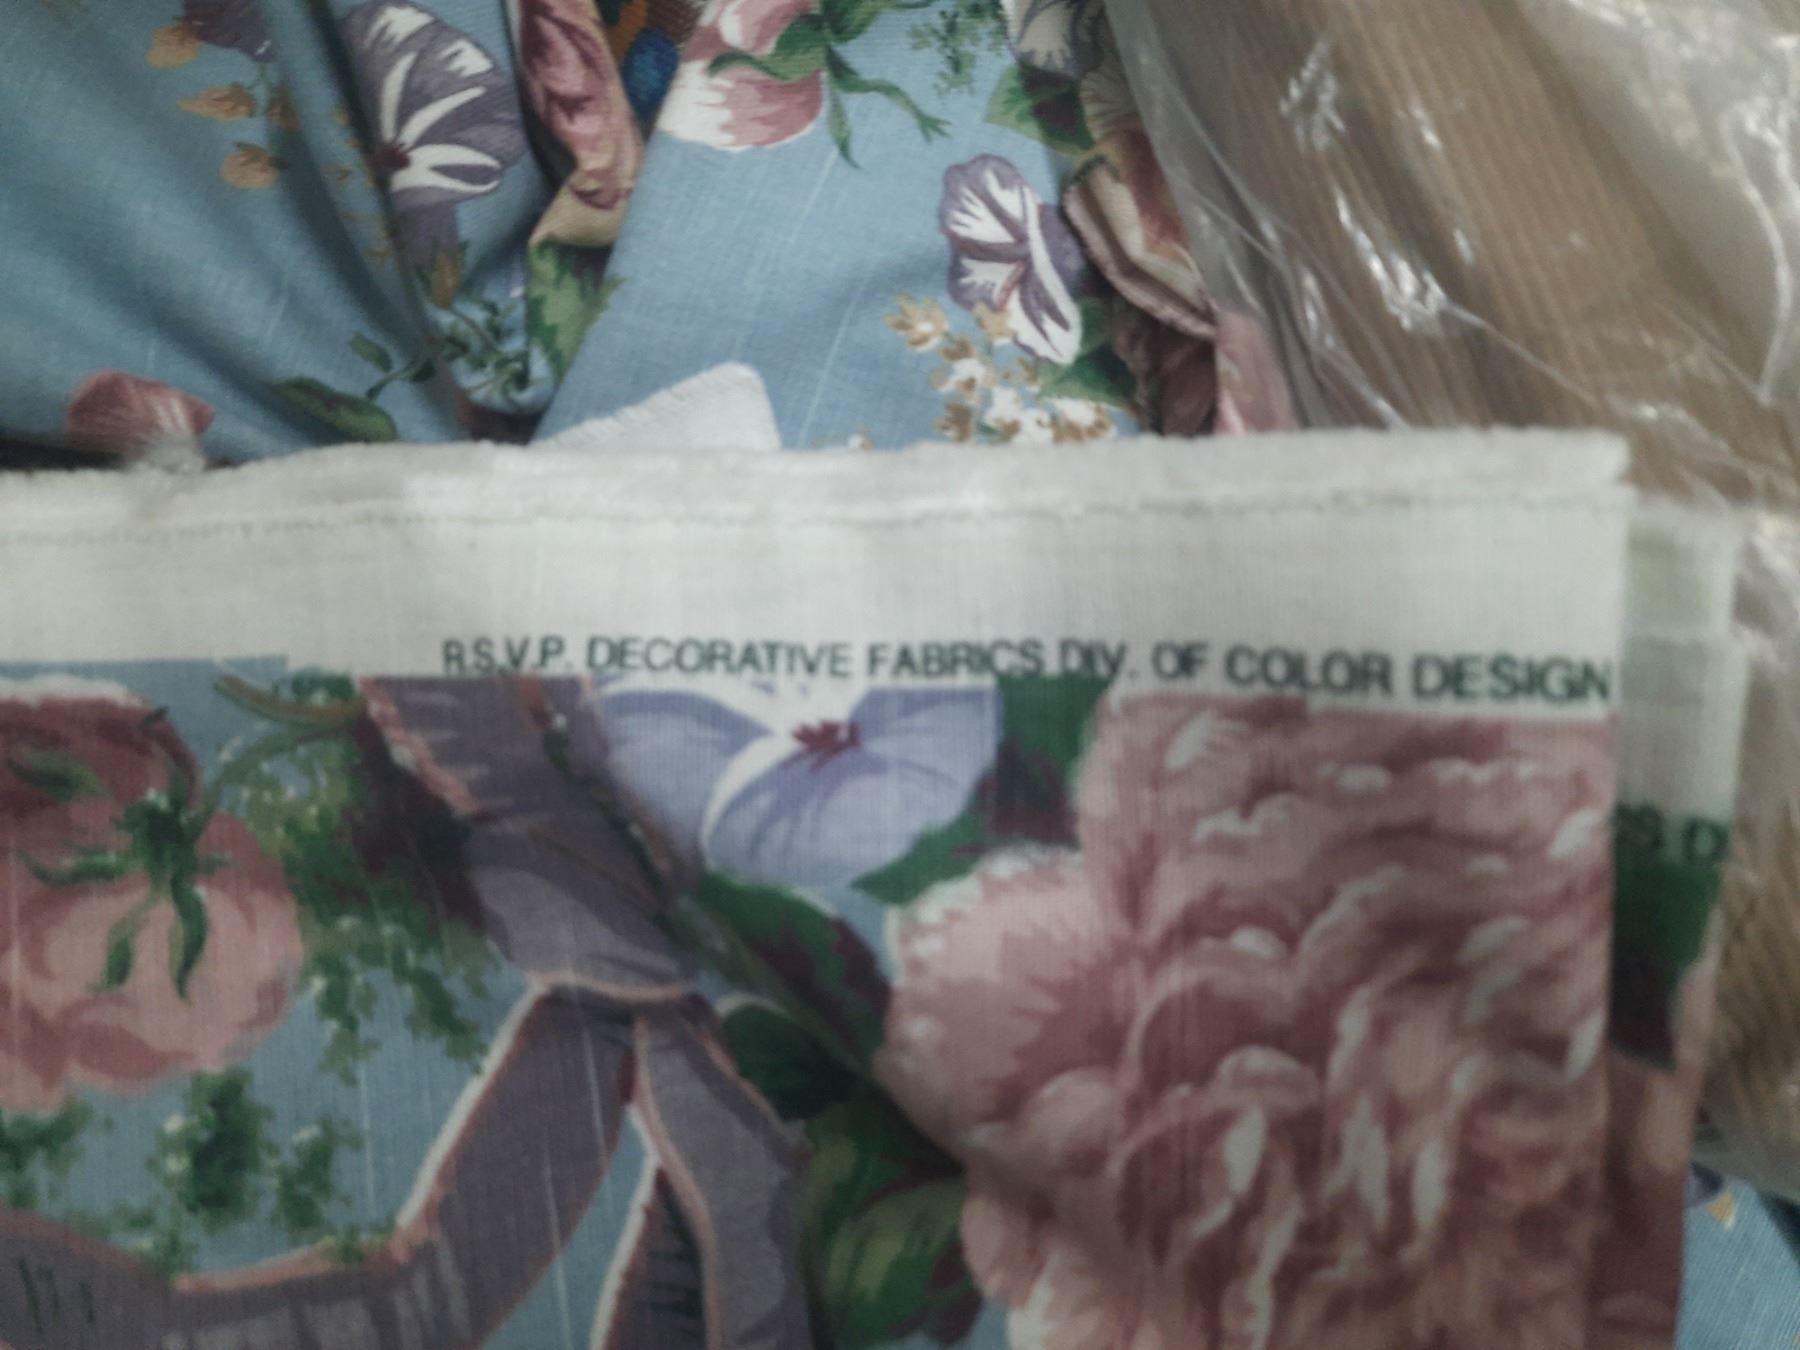 R.S.V.P. DECORATIVE FABRICS DIV. OF COLOR DESIGN
S D